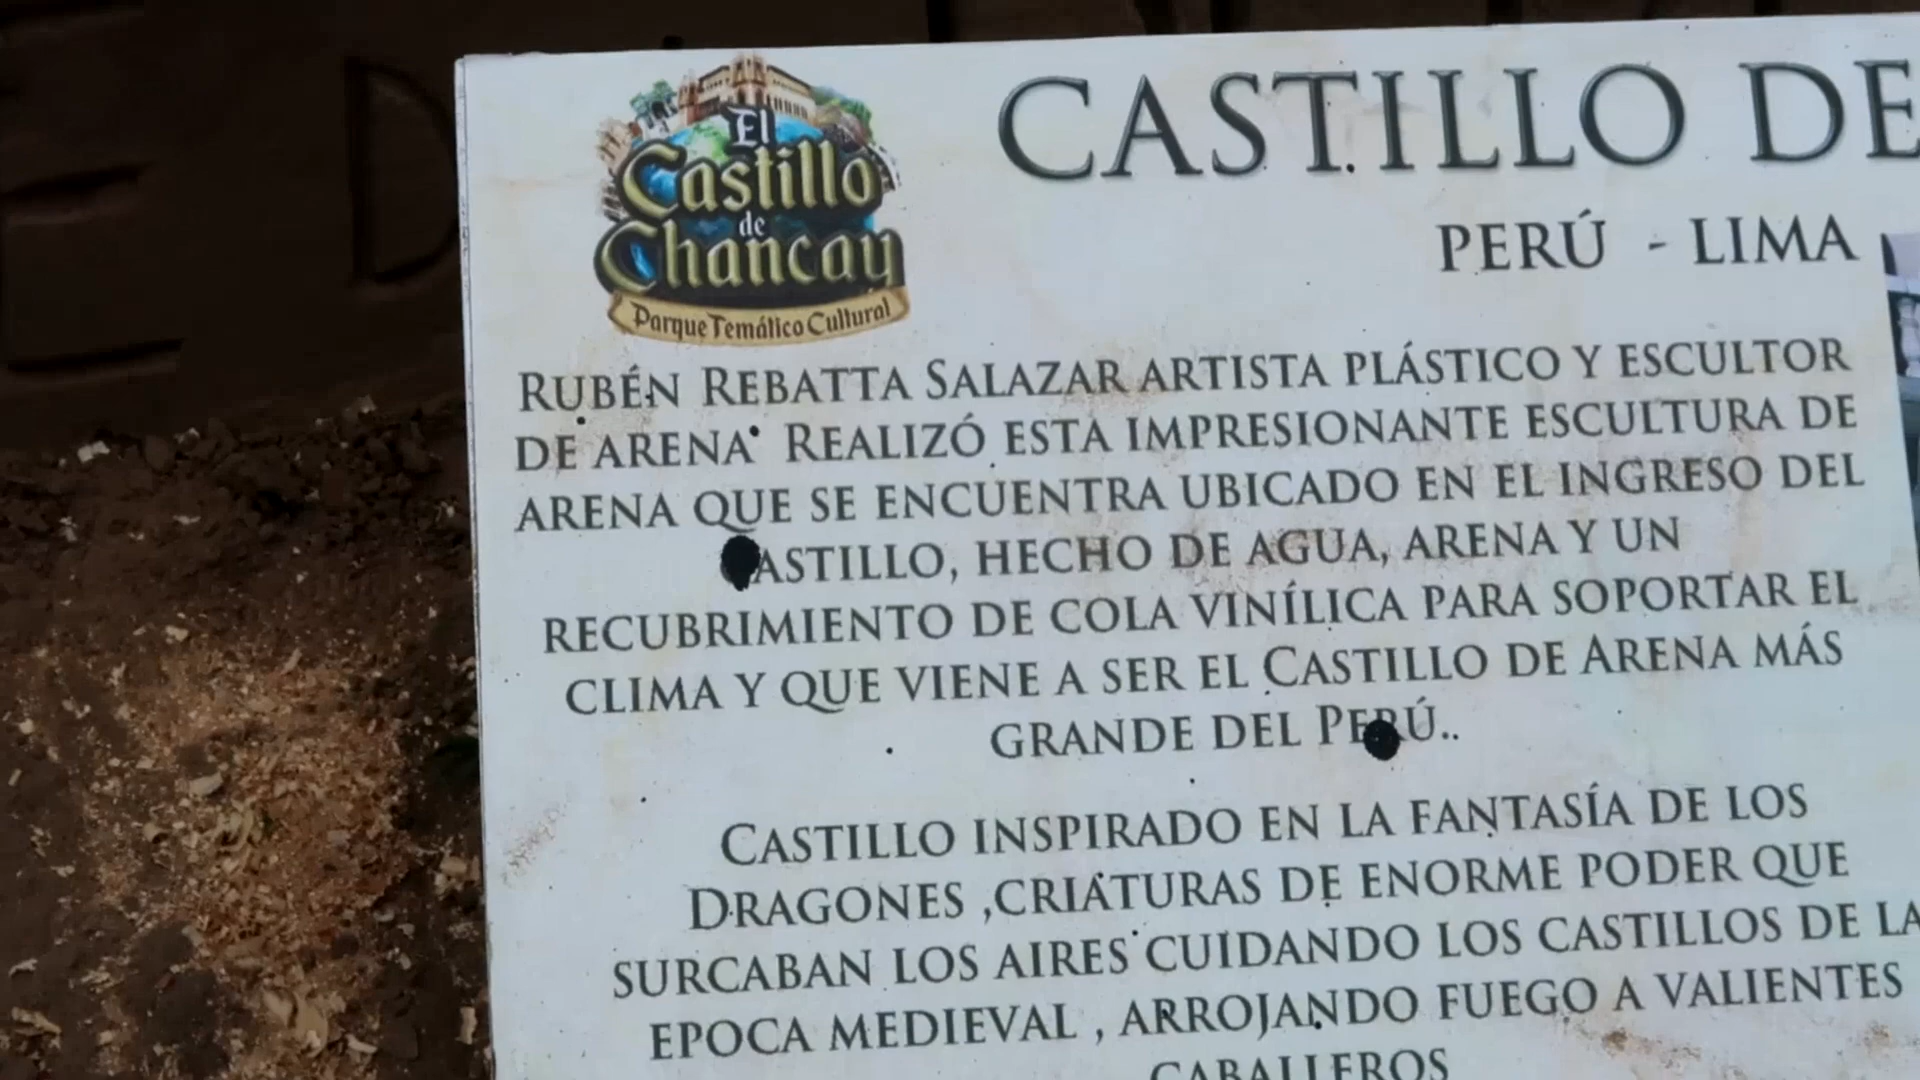 El
Castillo
de
Chancay
Parque Temático Cultural
CASTILLO DE
PERÚ - LIMA
RUBÉN REBATTA SALAZAR ARTISTA PLÁSTICO Y ESCULTOR
DE ARENA REALIZÓ ESTA IMPRESIONANTE ESCULTURA DE
ARENA QUE SE ENCUENTRA UBICADO EN EL INGRESO DEL
ASTILLO, HECHO DE AGUA, ARENA Y UN
RECUBRIMIENTO DE COLA VINÍLICA PARA SOPORTAR EL
CLIMA Y QUE VIENE A SER EL CASTILLO DE ARENA MÁS
GRANDE DEL PERÚ..
CASTILLO INSPIRADO EN LA FANTASÍA DE LOS
DRAGONES ,CRIATURAS DE ENORME PODER QUE
SURCABAN LOS AIRES CUIDANDO LOS CASTILLOS DE LA
EPOCA MEDIEVAL , ARROJANDO FUEGO A VALIENTES
CABALLEROS